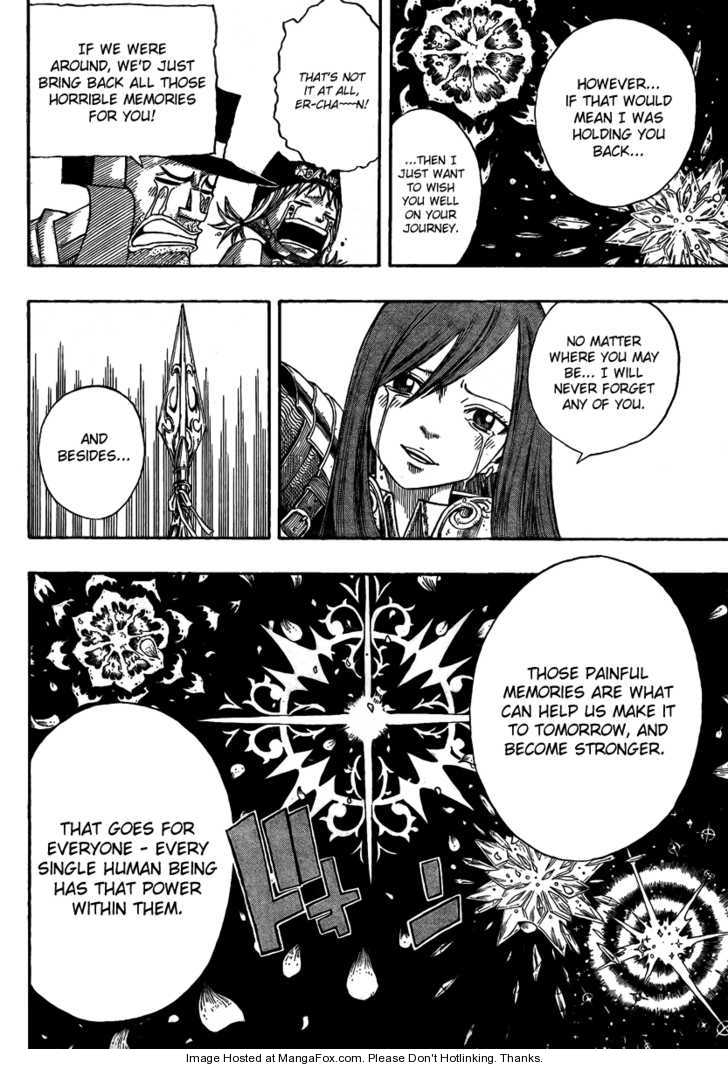 HOWEVER...
IF THAT WOULD
MEAN I WAS
HOLDING YOU
BACK...
...THEN I
JUST WANT
TO WISH
YOU WELL
ON YOUR
JOURNEY.
THAT'S NOT
IT AT ALL,
ER-CHA~~~N!
IF WE WERE
AROUND, WE'D JUST
BRING BACK ALL THOSE
HORRIBLE MEMORIES
FOR YOU!
NO MATTER
WHERE YOU MAY
BE... I WILL
NEVER FORGET
ANY OF YOU.
AND
BESIDES...
THOSE PAINFUL
MEMORIES ARE WHAT
CAN HELP US MAKE IT
TO TOMORROW, AND
BECOME STRONGER.
THAT GOES FOR
EVERYONE - EVERY
SINGLE HUMAN BEING
HAS THAT POWER
WITHIN THEM.
Image Hosted at MangaFox.com. Please Don't Hotlinking. Thanks.